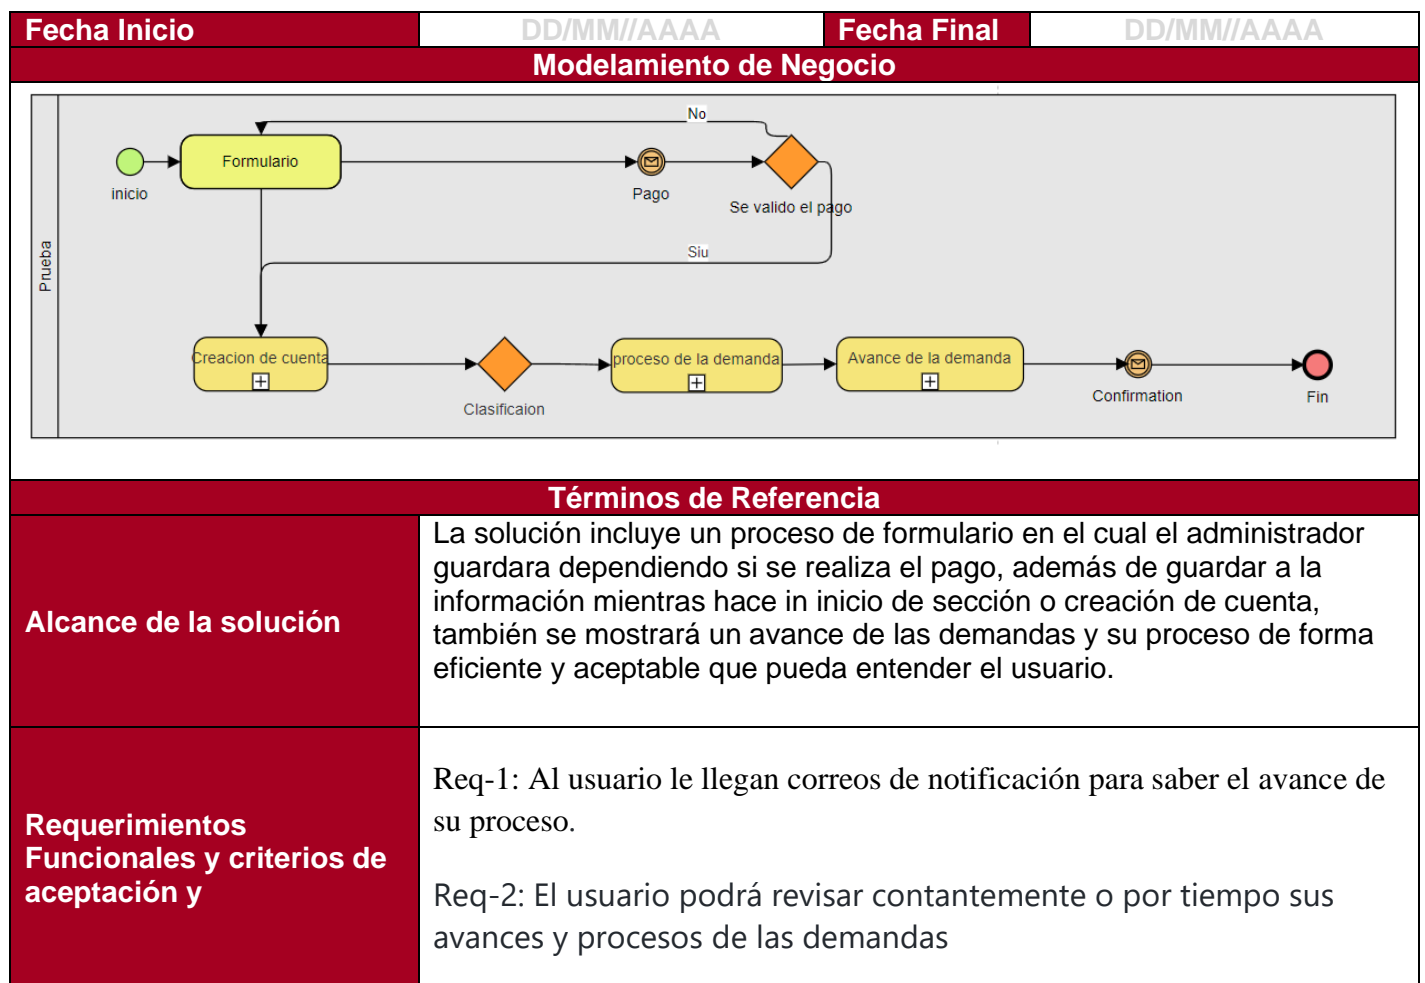 Fecha Inicio DD/MM//AAAA Fecha Final DD/MM//AAAA
Modelamiento de Negocio
No
Formulario
inicio
Pago
Se valido el pago
Siu
Prueba
Creacion de cuenta
proceso de la demanda
Avance de la demanda
Clasificaion
Confirmation
Fin
Términos de Referencia
Alcance de la solución
La solución incluye un proceso de formulario en el cual el administrador
guardara dependiendo si se realiza el pago, además de guardar a la
información mientras hace in inicio de sección o creación de cuenta,
también se mostrará un avance de las demandas y su proceso de forma
eficiente y aceptable que pueda entender el usuario.
Requerimientos
Funcionales y criterios de
aceptación y
Req-1: Al usuario le llegan correos de notificación para saber el avance de
su proceso.
Req-2: El usuario podrá revisar contantemente o por tiempo sus
avances y procesos de las demandas